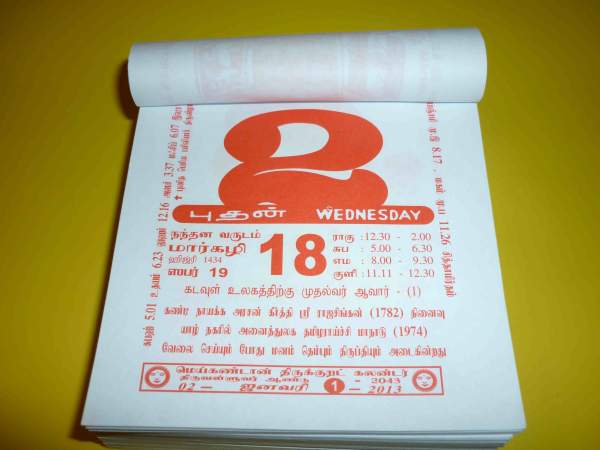 உ
புதன் WEDNESDAY
நந்தன வருடம்
மார்கழி
ஹிஜிரி 1434
ஸபர் 19
18
ராகு :12.30 - 2.00
சுப : 5.00 - 6.30
எம : 8.00 - 9.30
குளி : 11.11 - 12.30
கடவுள் உலகத்திற்கு முதல்வர் ஆவார் - (1)
கண்டி நாயக்க அரசன் கீர்த்தி ஸ்ரீ ராஜசிங்கன் (1782) நினைவு
யாழ் நகரில் அனைத்துலக தமிழராய்ச்சி மாநாடு (1974)
வேலை செய்யும் போது மனம் தெம்பும் திருப்தியும் அடைகின்றது
மெய்கண்டான் திருக்குறட் கலண்டர்
திருவள்ளுவர் ஆண்டு - 2043
02 - ஜனவரி 1 - 2013